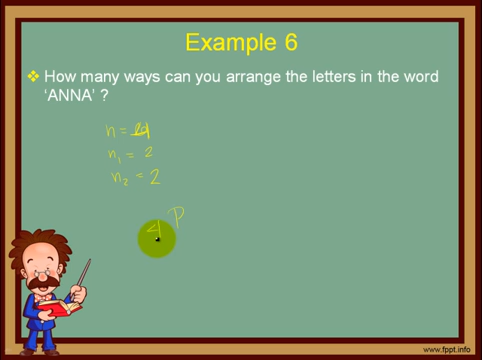 Example 6
How many ways can you arrange the letters in the word
‘ANNA’ ?
n =
n₁ = 2
n₂ = 2
4 P
www.fppt.info